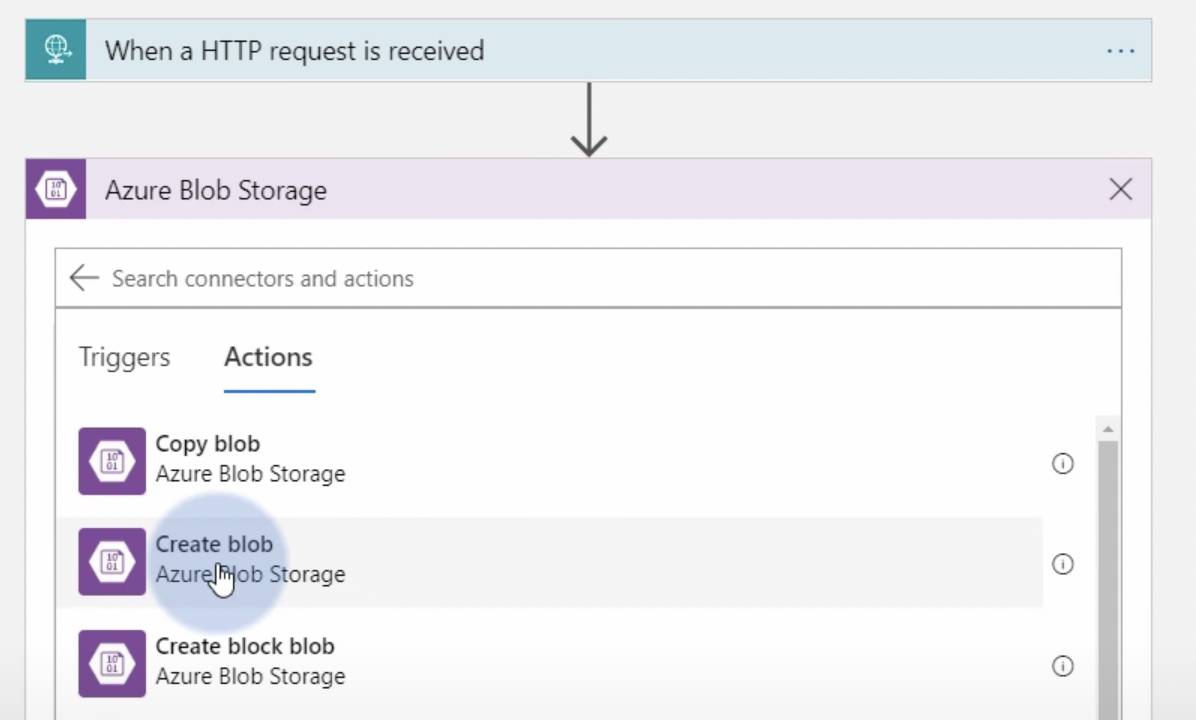 When a HTTP request is received
Azure Blob Storage
Search connectors and actions
Triggers Actions
Copy blob
Azure Blob Storage
Create blob
Azure Blob Storage
Create block blob
Azure Blob Storage